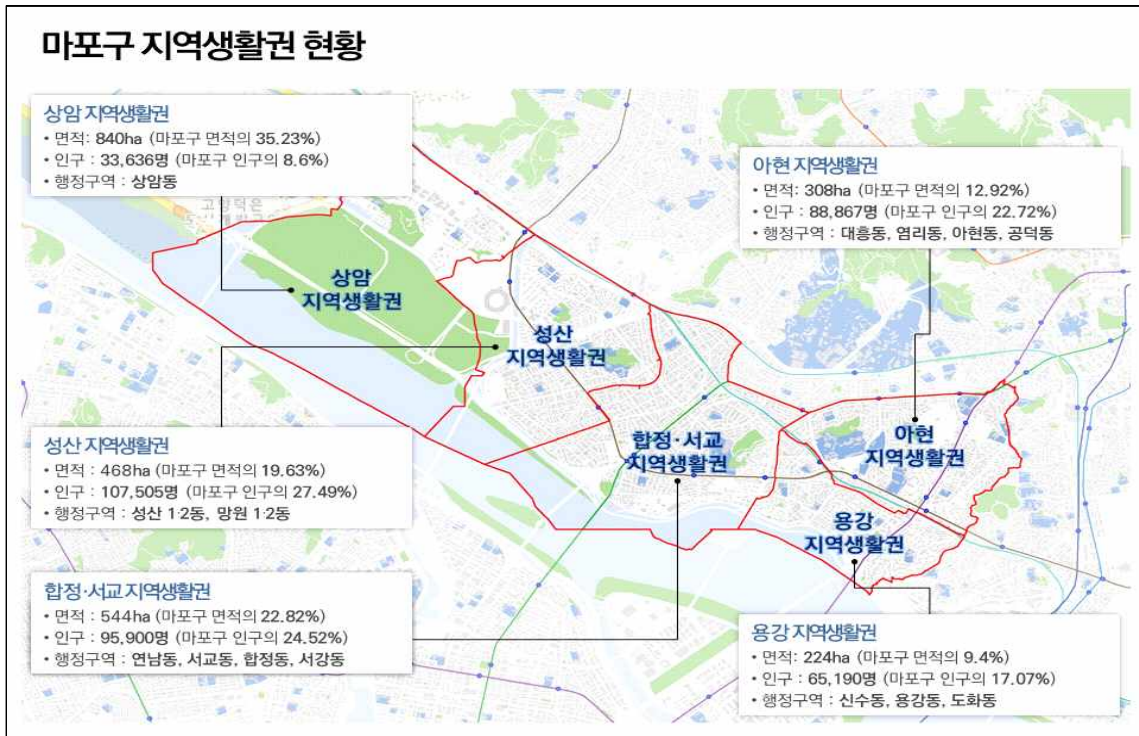 마포구 지역생활권 현황
상암 지역생활권
• 면적: 840ha (마포구 면적의 35.23%)
• 인구 : 33,636명 (마포구 인구의 8.6%)
• 행정구역 : 상암동
아현 지역생활권
• 면적: 308ha (마포구 면적의 12.92%)
• 인구 : 88,867명 (마포구 인구의 22.72%)
• 행정구역 : 대흥동, 염리동, 아현동, 공덕동
고양덕은
상암
지역생활권
성산
지역생활권
합정·서교
지역생활권
아현
지역생활권
용강
지역생활권
성산 지역생활권
• 면적 : 468ha (마포구 면적의 19.63%)
• 인구 : 107,505명 (마포구 인구의 27.49%)
• 행정구역 : 성산 1·2동, 망원 1·2동
합정·서교 지역생활권
• 면적 : 544ha (마포구 면적의 22.82%)
• 인구 : 95,900명 (마포구 인구의 24.52%)
• 행정구역 : 연남동, 서교동, 합정동, 서강동
용강 지역생활권
• 면적: 224ha (마포구 면적의 9.4%)
• 인구 : 65,190명 (마포구 인구의 17.07%)
• 행정구역 : 신수동, 용강동, 도화동